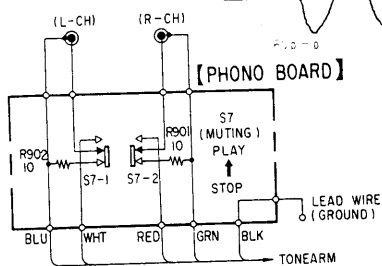 (L-CH) (R-CH)
【PHONO BOARD】
R902
10
S7-1
S7-2
R901
10
S7
(MUTING)
PLAY
STOP
LEAD WIRE
(GROUND)
BLU WHT RED GRN BLK
TONEARM